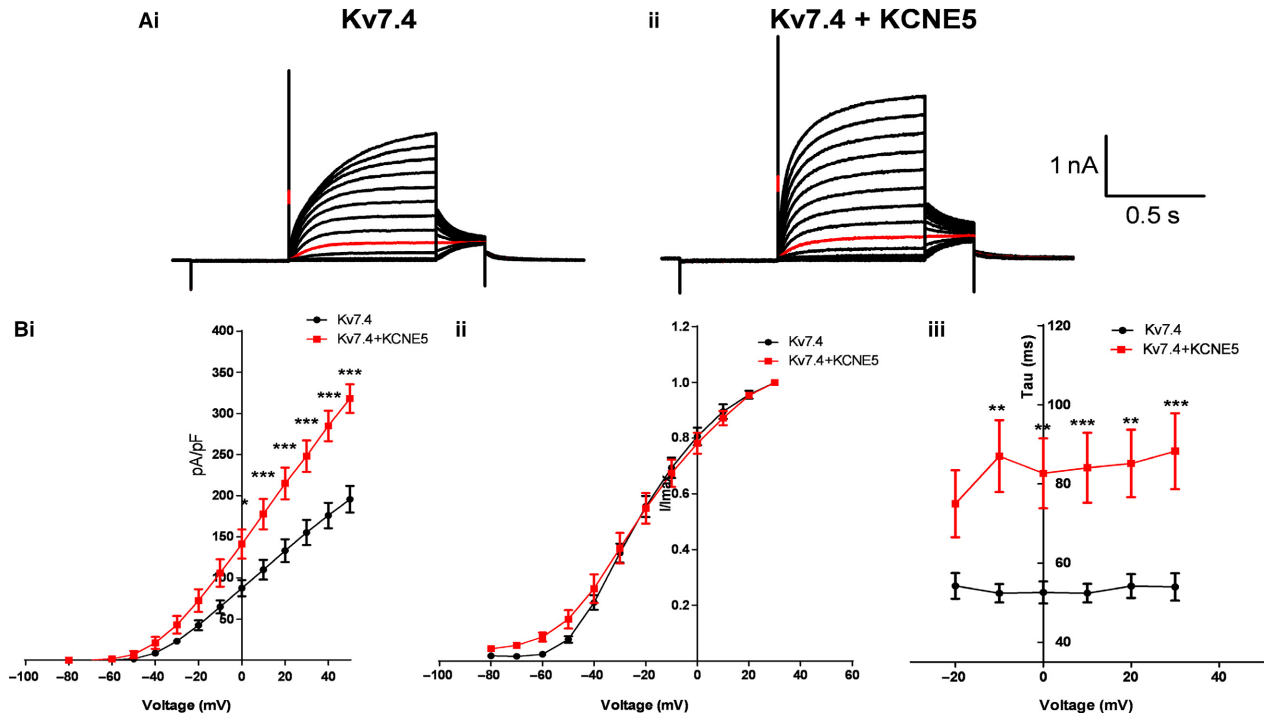 Ai
Kv7.4
ii
Kv7.4 + KCNE5
1 nA
0.5 s
Bi
Kv7.4
Kv7.4+KCNE5
pA/pF
400
350
300
250
200
150
100
50
*
***
***
***
***
***
−100
−80
−60
−40
−20
0
20
40
Voltage (mV)
ii
Kv7.4
Kv7.4+KCNE5
I/Imax
1.2
1.0
0.8
0.6
0.4
0.2
−100
−80
−60
−40
−20
0
20
40
60
Voltage (mV)
iii
Kv7.4
Kv7.4+KCNE5
Tau (ms)
120
100
80
60
40
**
**
***
**
***
−20
0
20
40
Voltage (mV)